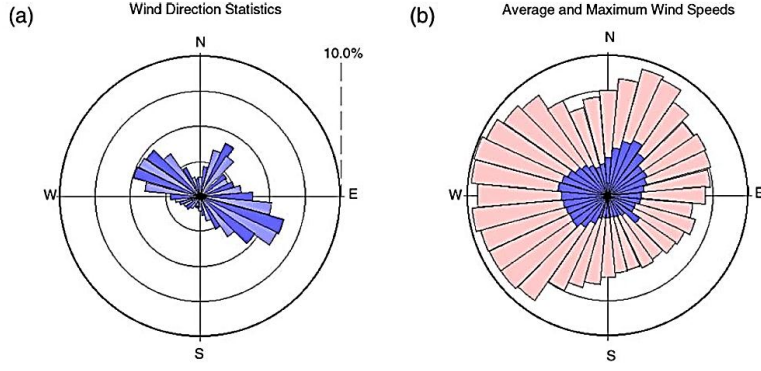 (a)
Wind Direction Statistics
N
10.0%
W
E
S
(b)
Average and Maximum Wind Speeds
N
W
E
S